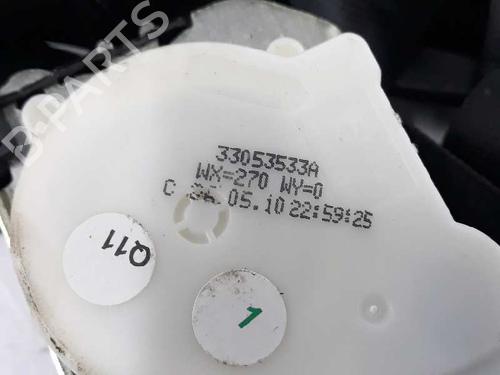 B-PARTS
33053533A
WX=270 WY=0
C 26.05.10 22:59:25
Q11
1